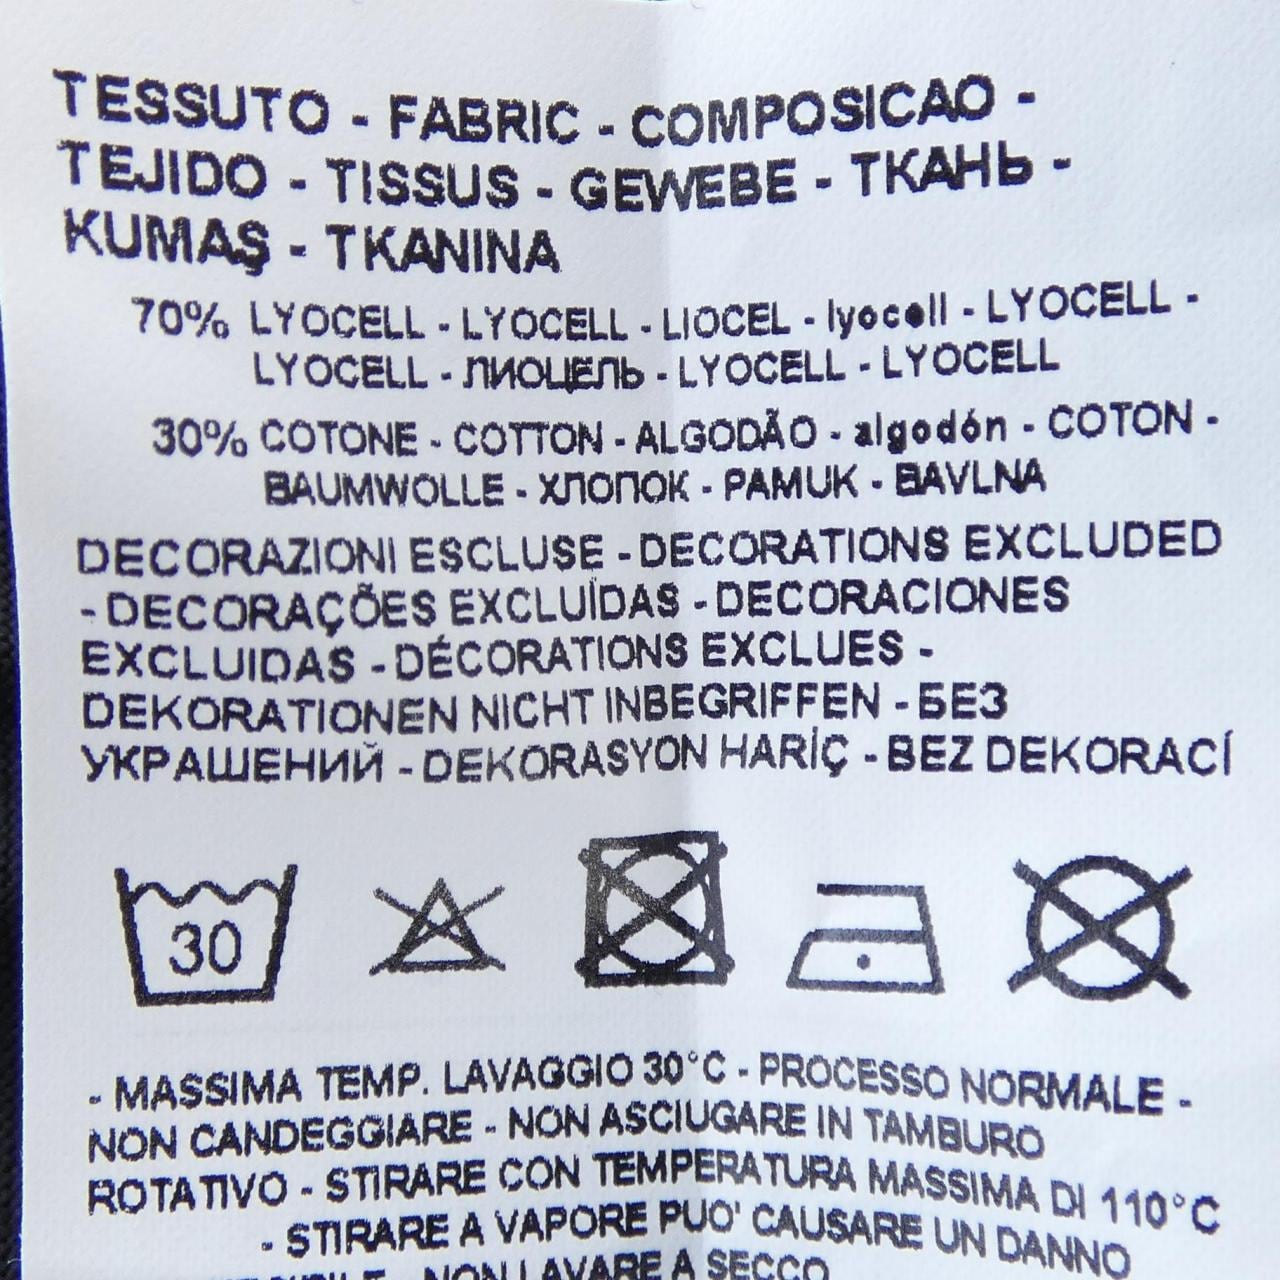 TESSUTO - FABRIC - COMPOSICAO -
TEJIDO - TISSUS - GEWEBE - ТКАНЬ -
KUMAŞ - TKANINA
70% LYOCELL - LYOCELL - LIOCEL - lyocell - LYOCELL -
LYOCELL - ЛИОЦЕЛЬ - LYOCELL - LYOCELL
30% COTONE - COTTON - ALGODÃO - algodón - COTON -
BAUMWOLLE - ХЛОПОК - PAMUK - BAVLNA
DECORAZIONI ESCLUSE - DECORATIONS EXCLUDED
- DECORAÇÕES EXCLUÍDAS - DECORACIONES
EXCLUIDAS - DÉCORATIONS EXCLUES -
DEKORATIONEN NICHT INBEGRIFFEN - БЕЗ
УКРАШЕНИЙ - DEKORASYON HARİÇ - BEZ DEKORACÍ
30
- MASSIMA TEMP. LAVAGGIO 30°C - PROCESSO NORMALE -
NON CANDEGGIARE - NON ASCIUGARE IN TAMBURO
ROTATIVO - STIRARE CON TEMPERATURA MASSIMA DI 110°C
- STIRARE A VAPORE PUO' CAUSARE UN DANNO
- NON LAVARE A SECCO